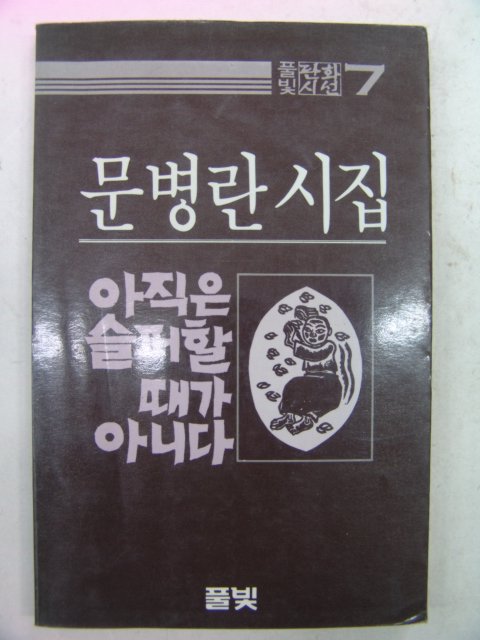 풀빛 판화시선 7
문병란 시집
아직은
슬퍼할
때가
아니다
풀빛